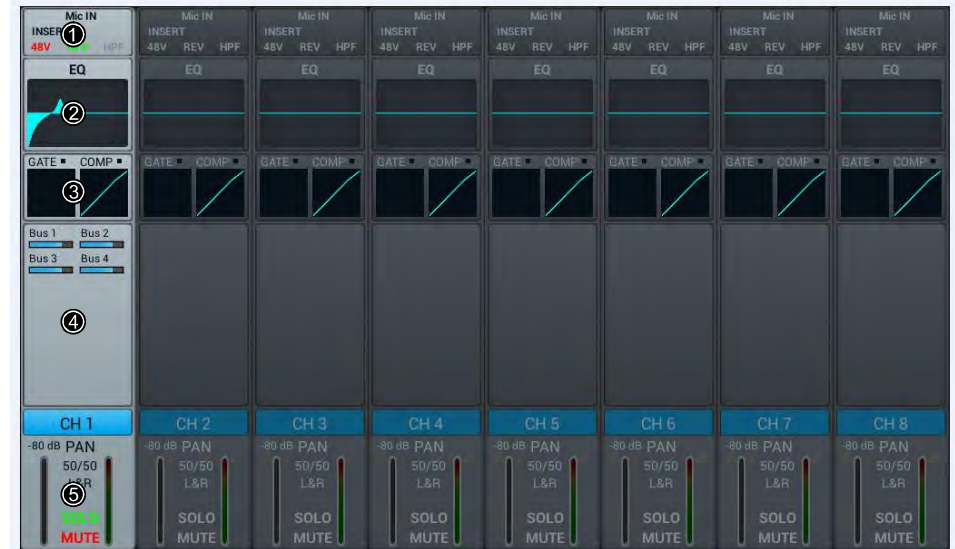 Mic IN Mic IN Mic IN Mic IN Mic IN Mic IN Mic IN Mic IN
INSERT INSERT INSERT INSERT INSERT INSERT INSERT INSERT
①
48V HPF 48V REV HPF 48V REV HPF 48V REV HPF 48V REV HPF 48V REV HPF 48V REV HPF 48V REV HPF
EQ EQ EQ EQ EQ EQ EQ EQ
②
GATE COMP GATE COMP GATE COMP GATE COMP GATE COMP GATE COMP GATE COMP GATE COMP
③
Bus 1 Bus 2
Bus 3 Bus 4
④
CH 1 CH 2 CH 3 CH 4 CH 5 CH 6 CH 7 CH 8
-80 dB PAN -80 dB PAN -80 dB PAN -80 dB PAN -80 dB PAN -80 dB PAN -80 dB PAN -80 dB PAN
50/50 50/50 50/50 50/50 50/50 50/50 50/50 50/50
L&R L&R L&R L&R L&R L&R L&R L&R
⑤
SOLO SOLO SOLO SOLO SOLO SOLO SOLO SOLO
MUTE MUTE MUTE MUTE MUTE MUTE MUTE MUTE